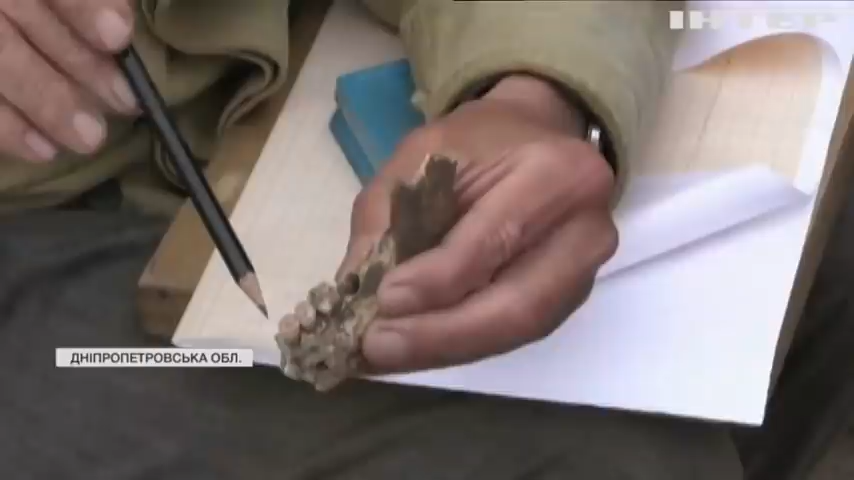 ІНТЕР
ДНІПРОПЕТРОВСЬКА ОБЛ.